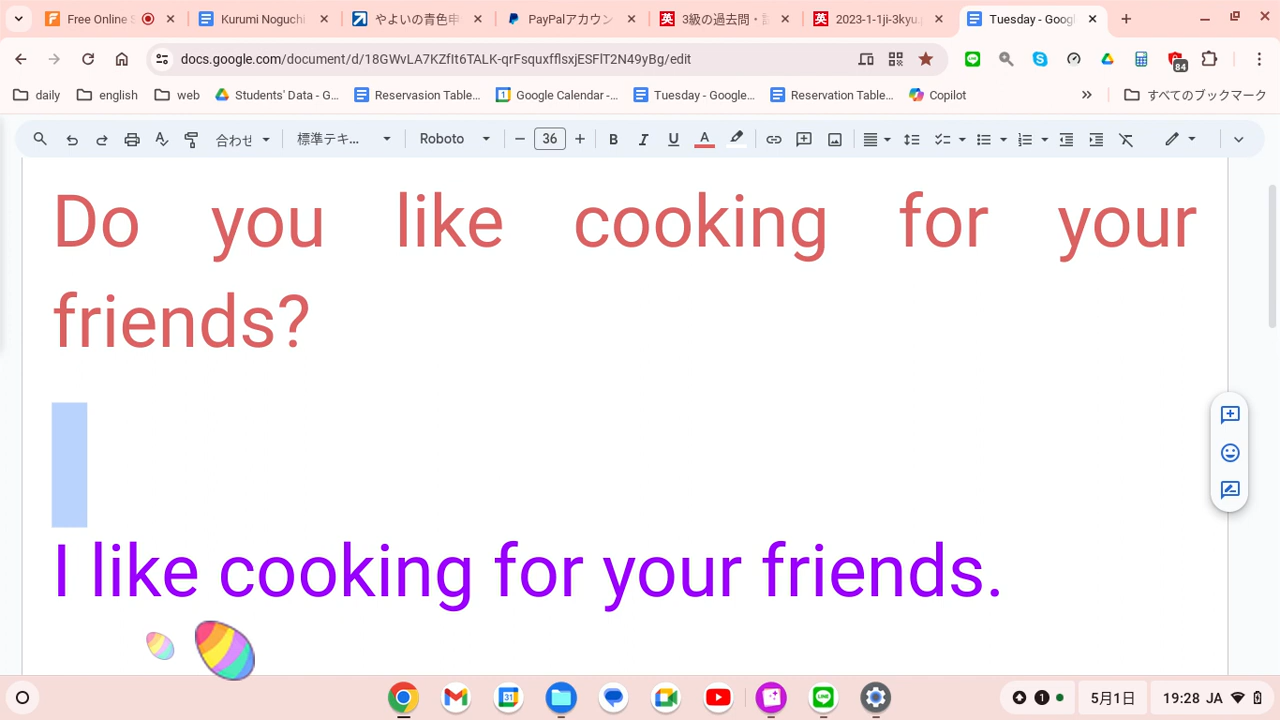 Free Online S
Kurumi Noguchi
やよいの青色申
PayPalアカウン
3級の過去問・
2023-1-1ji-3kyu.p
Tuesday - Googl
docs.google.com/document/d/18GWvLA7KZfIt6TALK-qrFsquxfflsxjESFlT2N49yBg/edit
84
daily
english
web
Students' Data - G...
Reservasion Table...
Google Calendar -...
Tuesday - Google...
Reservation Table...
Copilot
すべてのブックマーク
合わせ
標準テキ...
Roboto
36
B I U A
Do you like cooking for your
friends?
I like cooking for your friends.
31
1
5月1日
19:28 JA